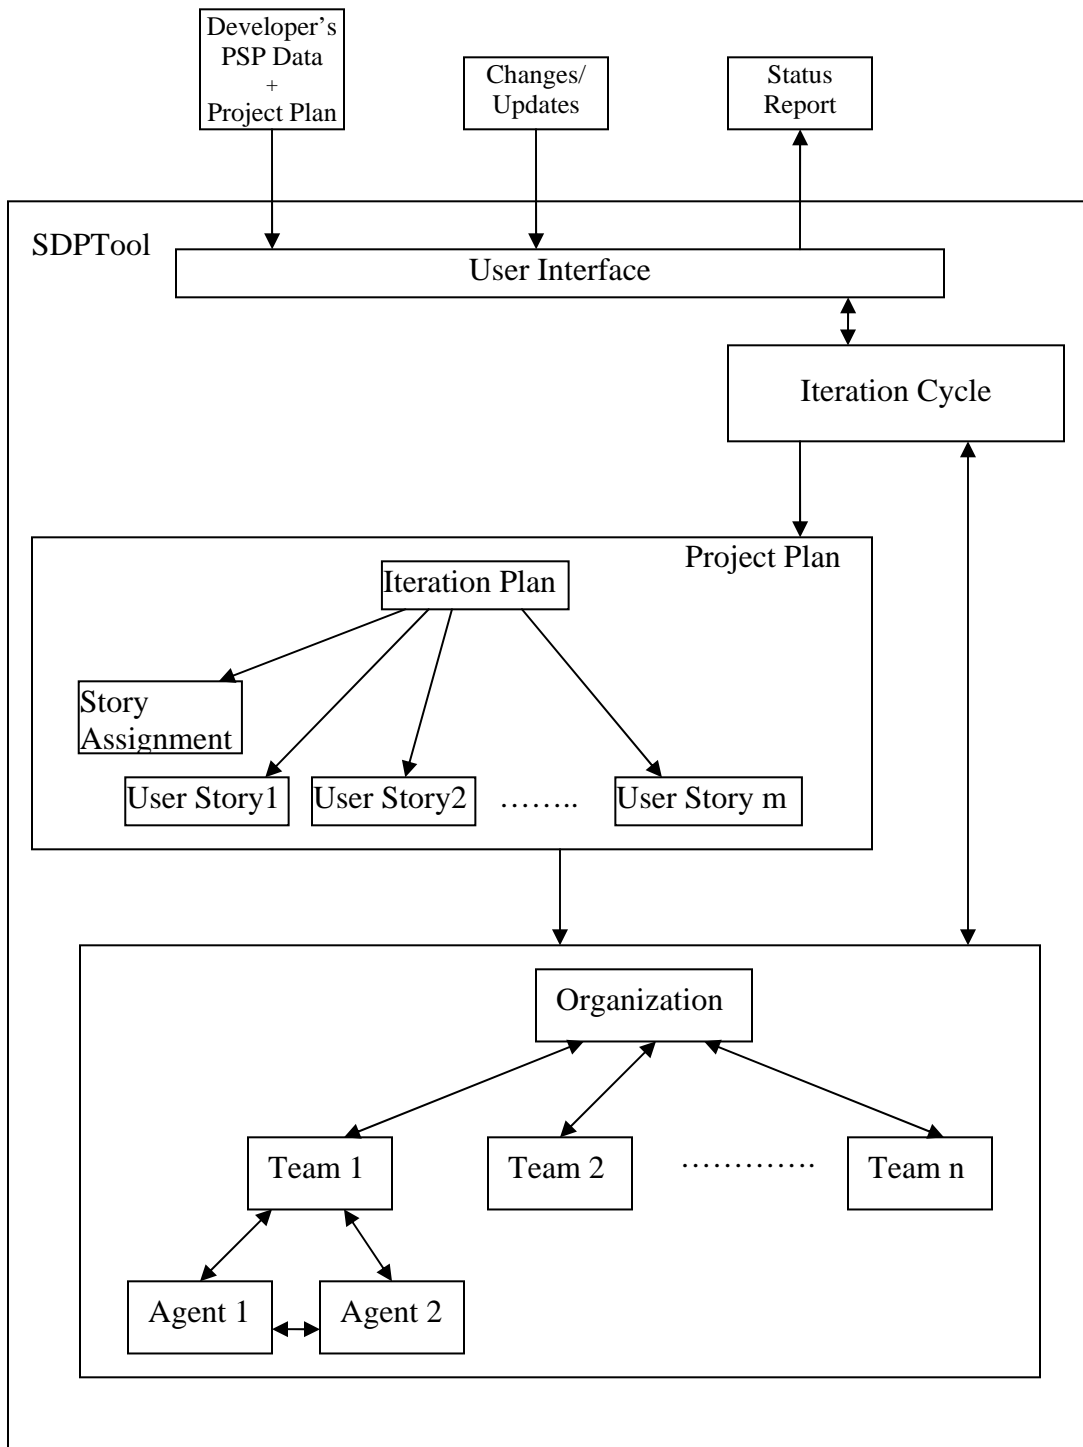 Developer's
PSP Data
+
Project Plan
Changes/
Updates
Status
Report
SDPTool
User Interface
Iteration Cycle
Project Plan
Iteration Plan
Story
Assignment
User Story1
User Story2
……..
User Story m
Organization
Team 1
Team 2
………….
Team n
Agent 1
Agent 2